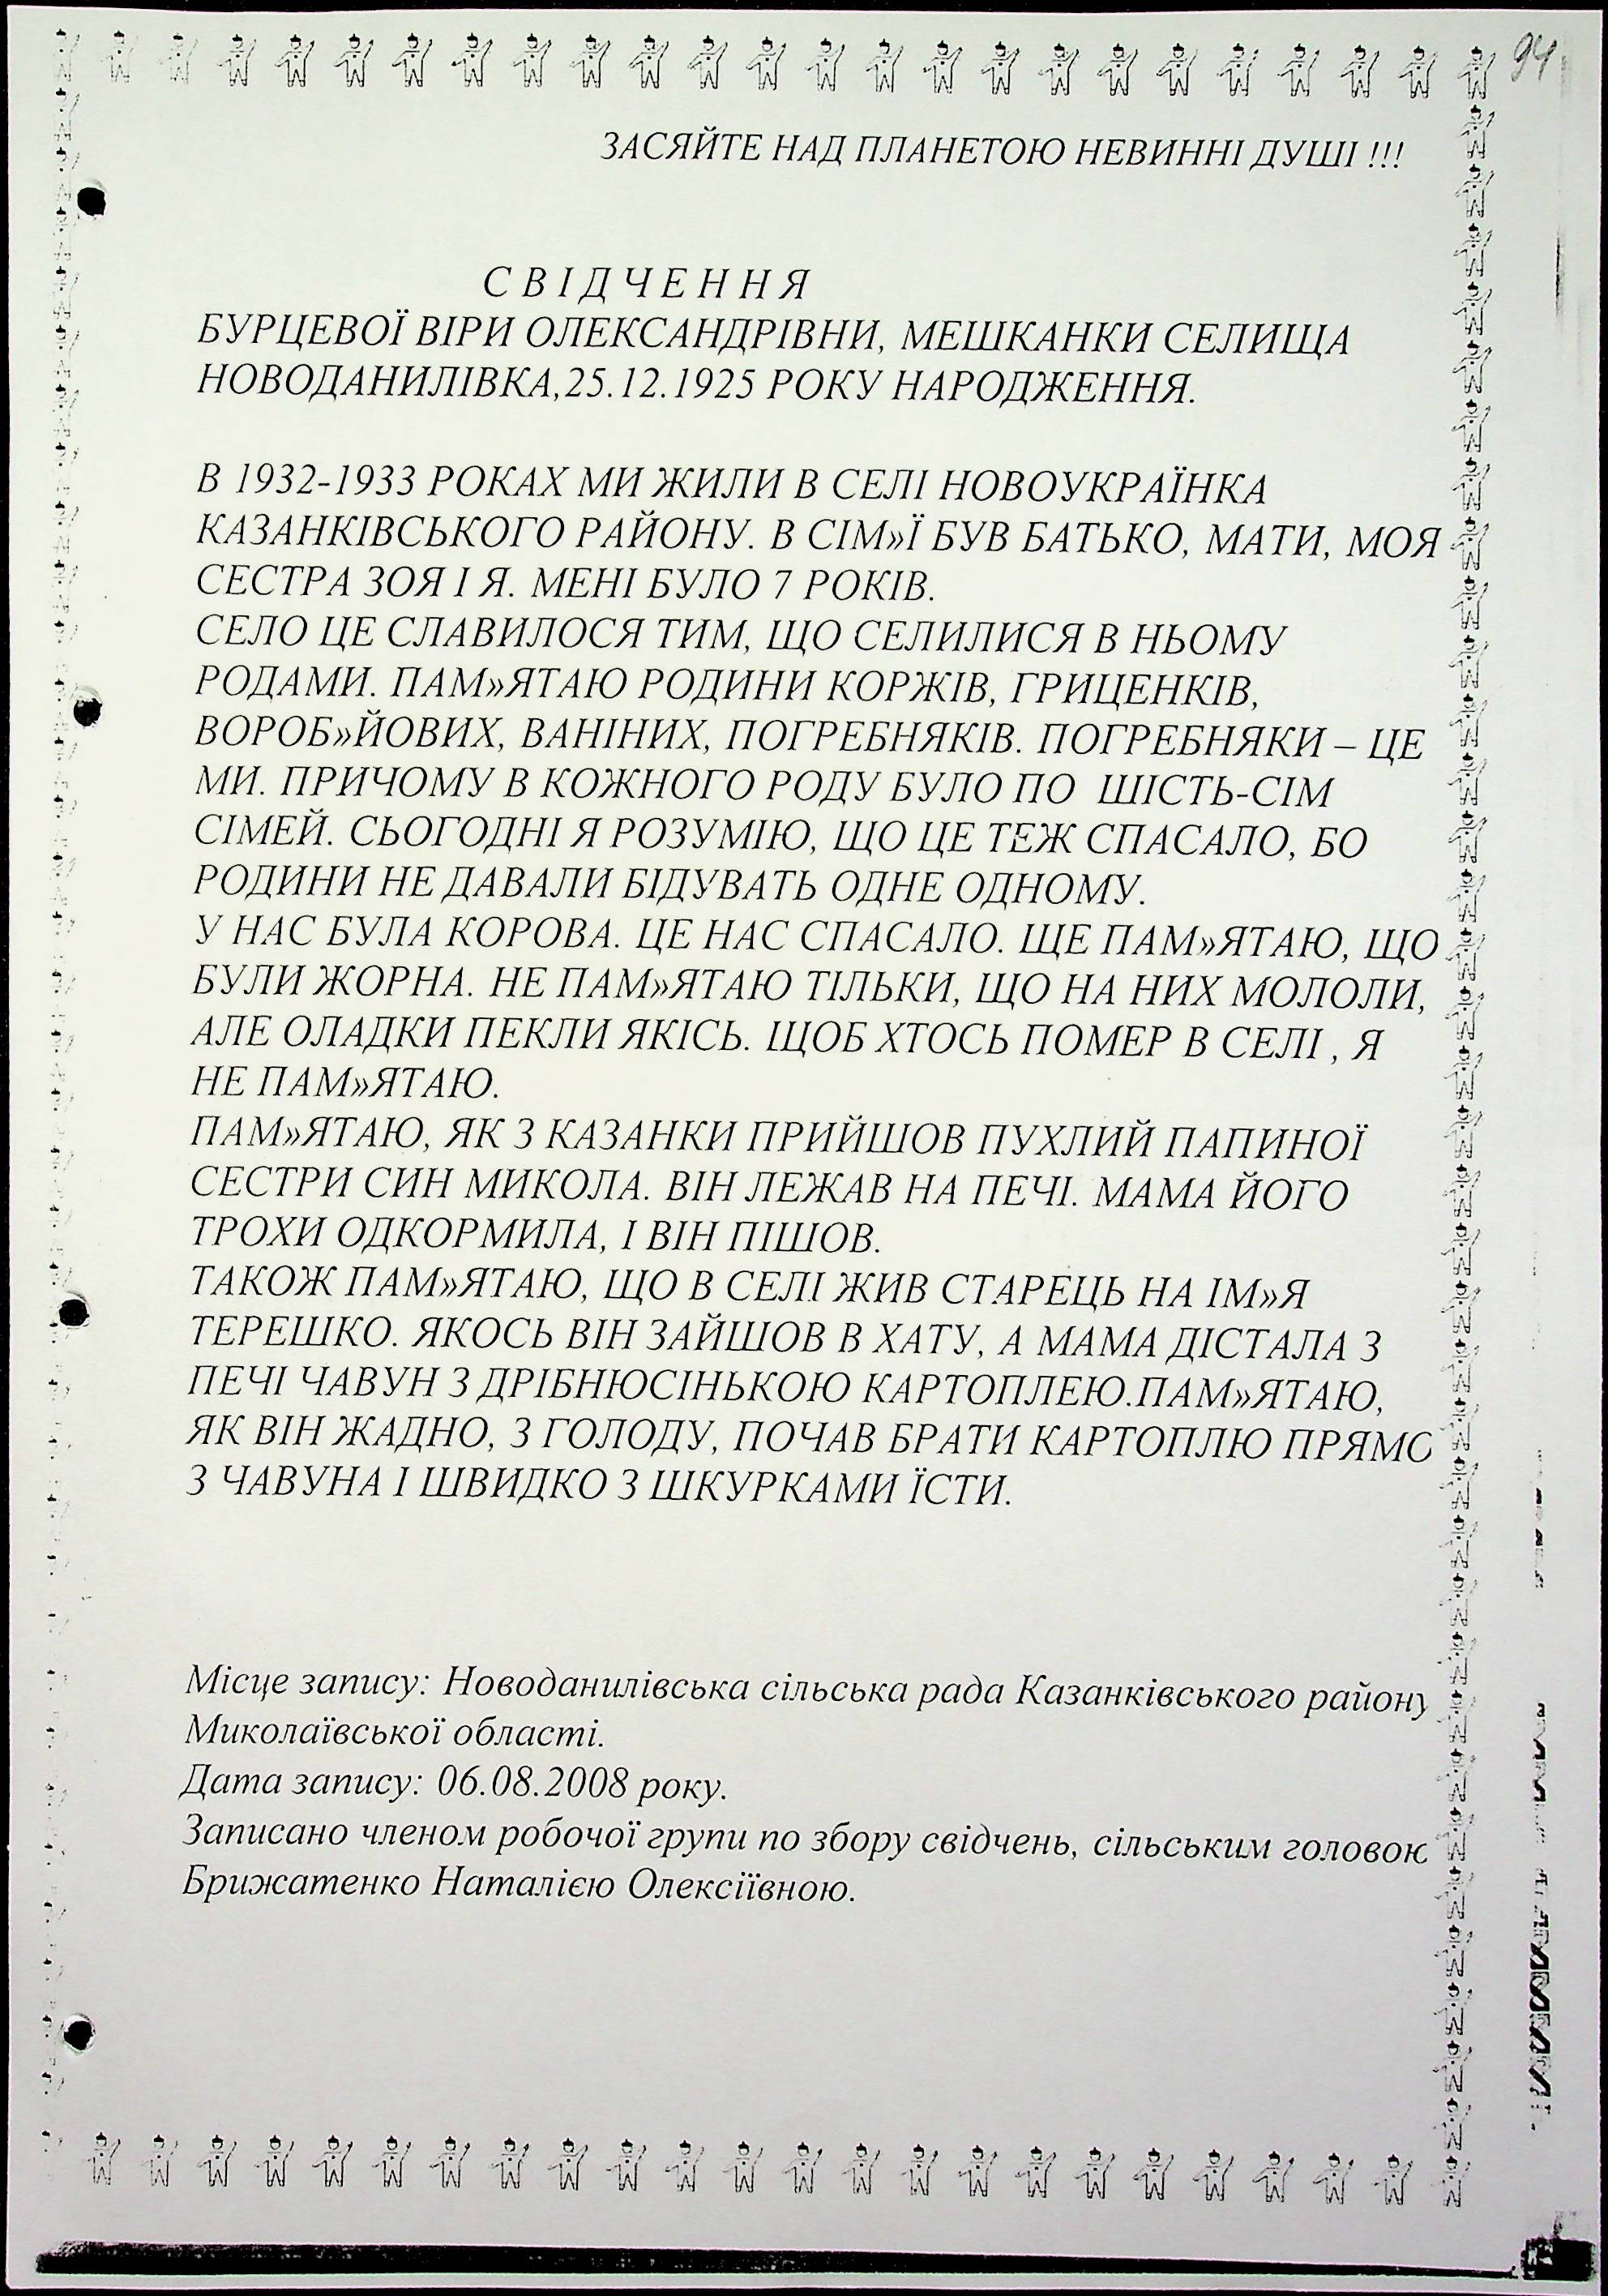 94
ЗАСЯЙТЕ НАД ПЛАНЕТОЮ НЕВИННІ ДУШІ !!!
С В І Д Ч Е Н Н Я
БУРЦЕВОЇ ВІРИ ОЛЕКСАНДРІВНИ, МЕШКАНКИ СЕЛИЩА
НОВОДАНИЛІВКА,25.12.1925 РОКУ НАРОДЖЕННЯ.
В 1932-1933 РОКАХ МИ ЖИЛИ В СЕЛІ НОВОУКРАЇНКА
КАЗАНКІВСЬКОГО РАЙОНУ. В СІМ»Ї БУВ БАТЬКО, МАТИ, МОЯ
СЕСТРА ЗОЯ І Я. МЕНІ БУЛО 7 РОКІВ.
СЕЛО ЦЕ СЛАВИЛОСЯ ТИМ, ЩО СЕЛИЛИСЯ В НЬОМУ
РОДАМИ. ПАМ»ЯТАЮ РОДИНИ КОРЖІВ, ГРИЦЕНКІВ,
ВОРОБ»ЙОВИХ, ВАНІНИХ, ПОГРЕБНЯКІВ. ПОГРЕБНЯКИ – ЦЕ
МИ. ПРИЧОМУ В КОЖНОГО РОДУ БУЛО ПО ШІСТЬ-СІМ
СІМЕЙ. СЬОГОДНІ Я РОЗУМІЮ, ЩО ЦЕ ТЕЖ СПАСАЛО, БО
РОДИНИ НЕ ДАВАЛИ БІДУВАТЬ ОДНЕ ОДНОМУ.
У НАС БУЛА КОРОВА. ЦЕ НАС СПАСАЛО. ЩЕ ПАМ»ЯТАЮ, ЩО
БУЛИ ЖОРНА. НЕ ПАМ»ЯТАЮ ТІЛЬКИ, ЩО НА НИХ МОЛОЛИ,
АЛЕ ОЛАДКИ ПЕКЛИ ЯКІСЬ. ЩОБ ХТОСЬ ПОМЕР В СЕЛІ , Я
НЕ ПАМ»ЯТАЮ.
ПАМ»ЯТАЮ, ЯК З КАЗАНКИ ПРИЙШОВ ПУХЛИЙ ПАПИНОЇ
СЕСТРИ СИН МИКОЛА. ВІН ЛЕЖАВ НА ПЕЧІ. МАМА ЙОГО
ТРОХИ ОДКОРМИЛА, І ВІН ПІШОВ.
ТАКОЖ ПАМ»ЯТАЮ, ЩО В СЕЛІ ЖИВ СТАРЕЦЬ НА ІМ»Я
ТЕРЕШКО. ЯКОСЬ ВІН ЗАЙШОВ В ХАТУ, А МАМА ДІСТАЛА З
ПЕЧІ ЧАВУН З ДРІБНЮСІНЬКОЮ КАРТОПЛЕЮ.ПАМ»ЯТАЮ,
ЯК ВІН ЖАДНО, З ГОЛОДУ, ПОЧАВ БРАТИ КАРТОПЛЮ ПРЯМО
З ЧАВУНА І ШВИДКО З ШКУРКАМИ ЇСТИ.
Місце запису: Новоданилівська сільська рада Казанківського району
Миколаївської області.
Дата запису: 06.08.2008 року.
Записано членом робочої групи по збору свідчень, сільським головою
Брижатенко Наталією Олексіївною.